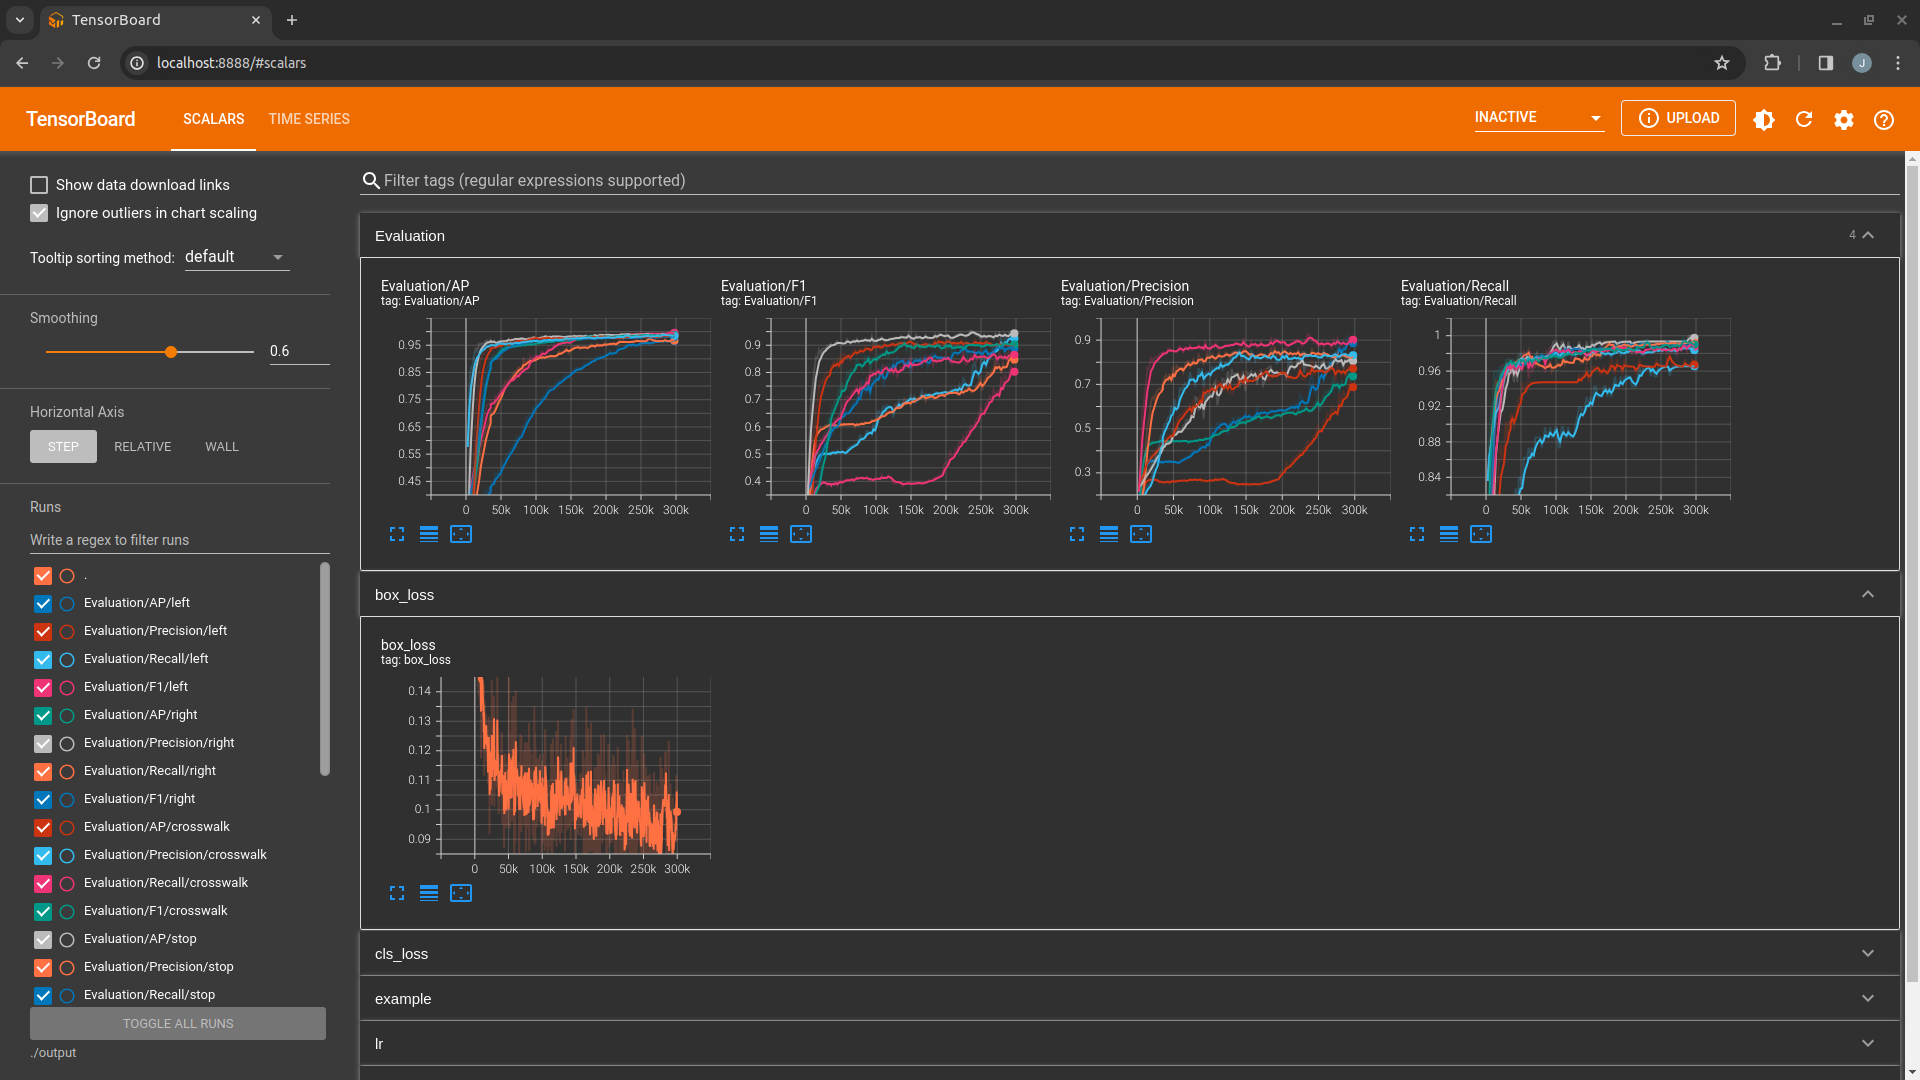 TensorBoard
localhost:8888/#scalars
J
TensorBoard
SCALARS
TIME SERIES
INACTIVE
UPLOAD
Show data download links
Ignore outliers in chart scaling
Tooltip sorting method: default
Smoothing
0.6
Horizontal Axis
STEP RELATIVE WALL
Runs
Write a regex to filter runs
.
Evaluation/AP/left
Evaluation/Precision/left
Evaluation/Recall/left
Evaluation/F1/left
Evaluation/AP/right
Evaluation/Precision/right
Evaluation/Recall/right
Evaluation/F1/right
Evaluation/AP/crosswalk
Evaluation/Precision/crosswalk
Evaluation/Recall/crosswalk
Evaluation/F1/crosswalk
Evaluation/AP/stop
Evaluation/Precision/stop
Evaluation/Recall/stop
TOGGLE ALL RUNS
./output
Filter tags (regular expressions supported)
Evaluation
4
Evaluation/AP
tag: Evaluation/AP
0.95
0.85
0.75
0.65
0.55
0.45
0 50k 100k 150k 200k 250k 300k
Evaluation/F1
tag: Evaluation/F1
0.9
0.8
0.7
0.6
0.5
0.4
0 50k 100k 150k 200k 250k 300k
Evaluation/Precision
tag: Evaluation/Precision
0.9
0.7
0.5
0.3
0 50k 100k 150k 200k 250k 300k
Evaluation/Recall
tag: Evaluation/Recall
1
0.96
0.92
0.88
0.84
0 50k 100k 150k 200k 250k 300k
box_loss
box_loss
tag: box_loss
0.14
0.13
0.12
0.11
0.1
0.09
0 50k 100k 150k 200k 250k 300k
cls_loss
example
lr